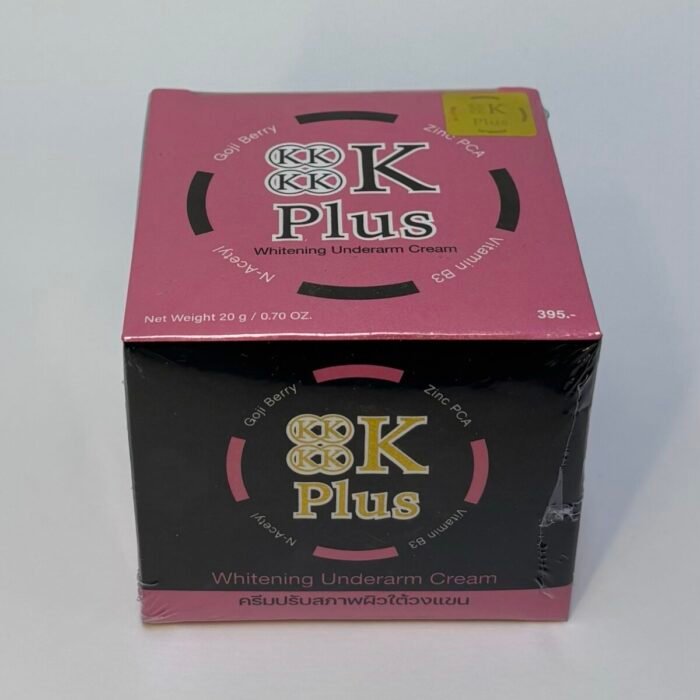 K Plus
Goji Berry
Zinc PCA
KK K
KK
Plus
Whitening Underarm Cream
N-Acetyl
Vitamin B3
Net Weight 20 g / 0.70 OZ.
395.-
Goji Berry
Zinc PCA
KK K
KK
Plus
N-Acetyl
Vitamin B3
Whitening Underarm Cream
ครีมปรับสภาพผิวใต้วงแขน